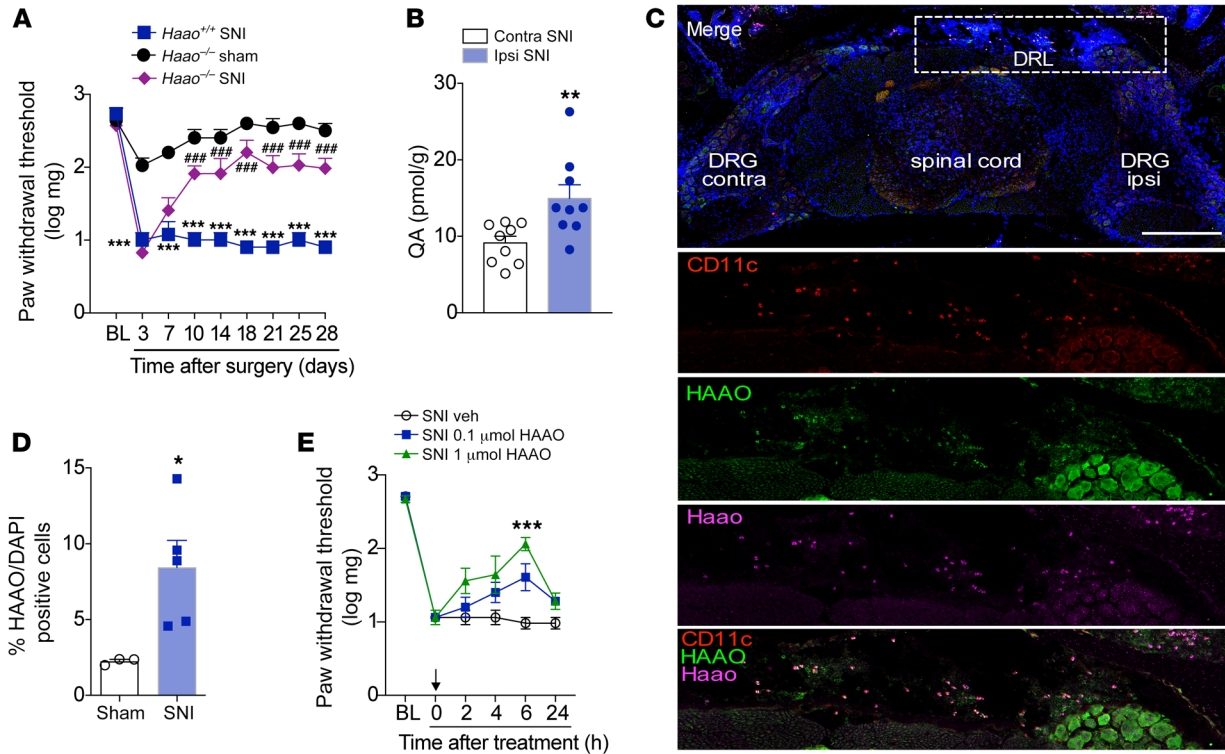 A
Haao+/+ SNI
Haao−/− sham
Haao−/− SNI
Paw withdrawal threshold
(log mg)
3
2
1
0
***
***
***
***
***
***
***
***
###
###
###
###
###
###
BL 3 7 10 14 18 21 25 28
Time after surgery (days)
B
Contra SNI
Ipsi SNI
QA (pmol/g)
30
20
10
0
**
C
Merge
DRL
DRG
contra
spinal cord
DRG
ipsi
CD11c
HAAO
Haao
CD11c
HAAO
Haao
D
% HAAO/DAPI
positive cells
15
10
5
0
*
Sham SNI
E
SNI veh
SNI 0.1 μmol HAAO
SNI 1 μmol HAAO
Paw withdrawal threshold
(log mg)
3
2
1
0
***
BL 0 2 4 6 24
Time after treatment (h)